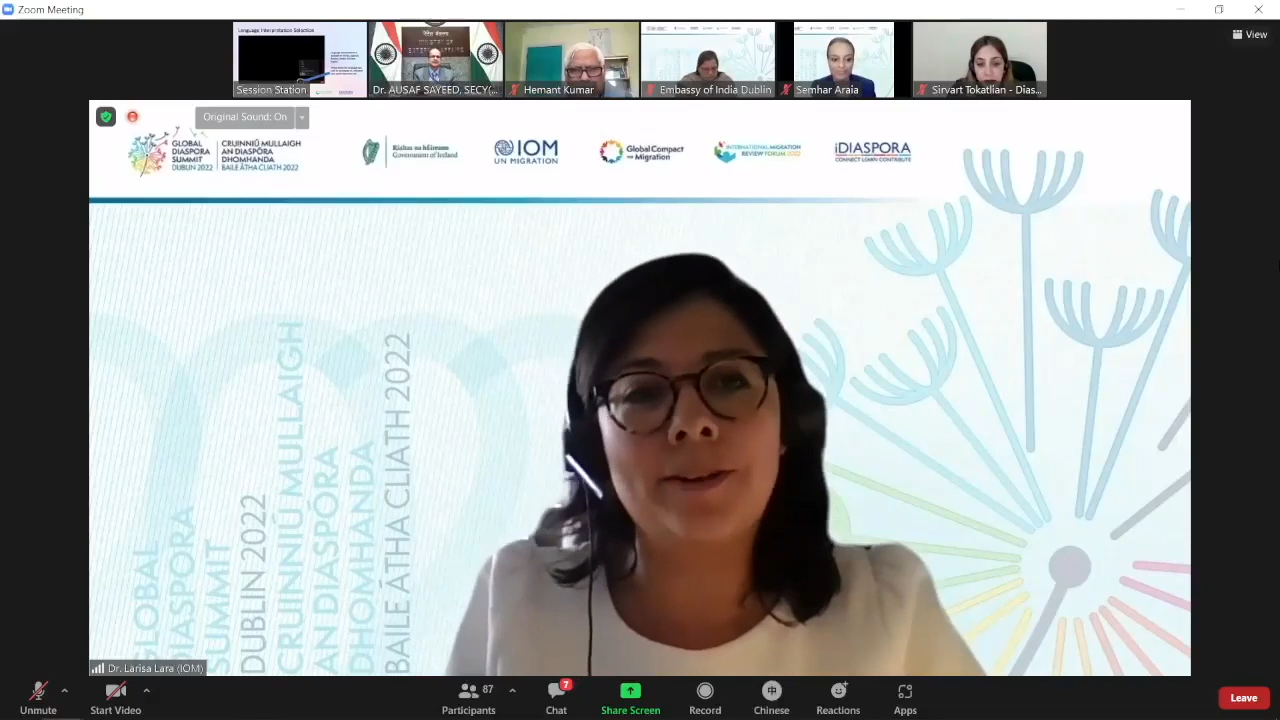 Zoom Meeting
View
Language Interpretation Selection
Session Station
Dr. AUSAF SAYEED, SECY(...
Hemant Kumar
Embassy of India Dublin
Semhar Araia
Sirvart Tokatlian - Dias...
Original Sound: On
GLOBAL
DIASPORA
SUMMIT
DUBLIN 2022
CRUINNIÚ MULLAIGH
AN DIASPÓRA
DHOMHANDA
BAILE ÁTHA CLIATH 2022
Rialtas na hÉireann
Government of Ireland
IOM
UN MIGRATION
Global Compact
for Migration
INTERNATIONAL MIGRATION
REVIEW FORUM 2022
iDIASPORA
CONNECT LEARN CONTRIBUTE
GLOBAL
DIASPORA
SUMMIT
DUBLIN 2022
CRUINNIÚ MULLAIGH
AN DIASPÓRA
DHOMHANDA
BAILE ÁTHA CLIATH 2022
Dr. Larisa Lara (IOM)
Unmute
Start Video
87
Participants
7
Chat
Share Screen
Record
中
Chinese
Reactions
Apps
Leave